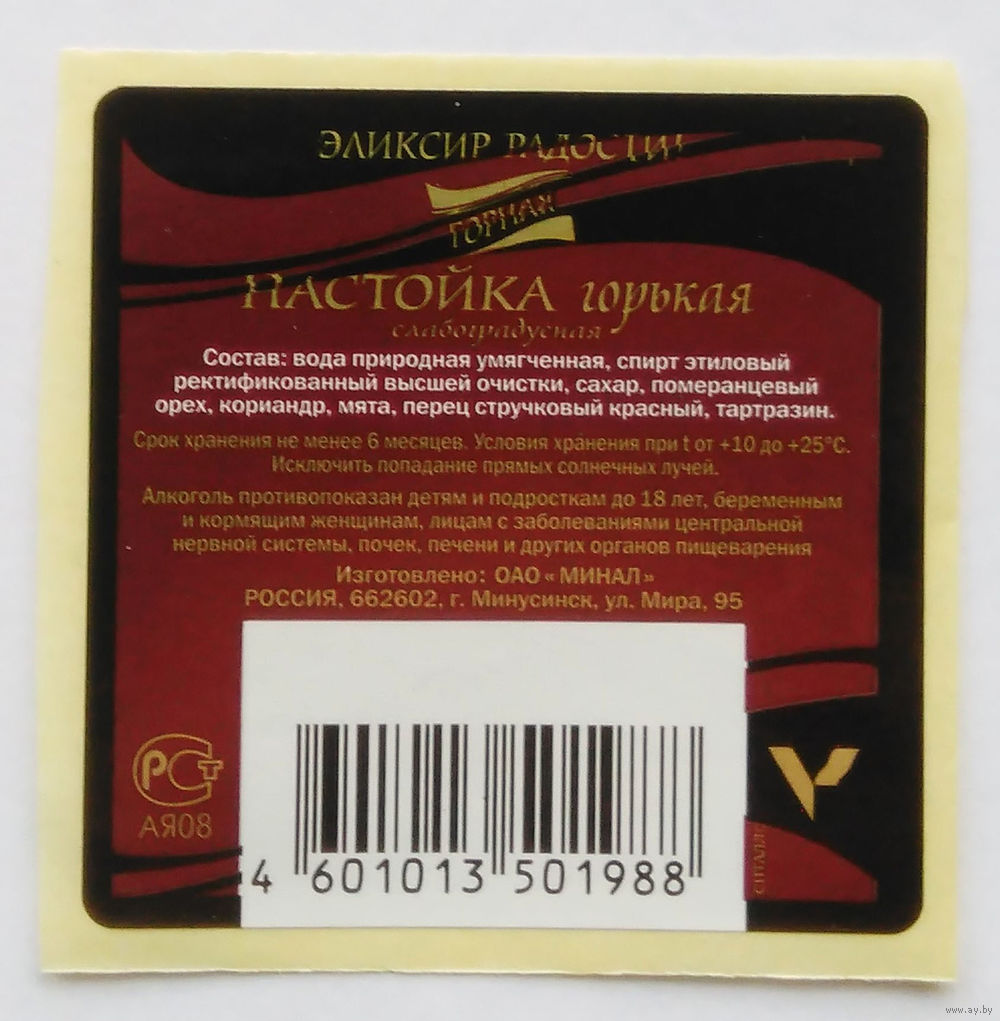 ЭЛИКСИР РАДОСТИ!
ГОРНАЯ
НАСТОЙКА горькая
слабоградусная
Состав: вода природная умягченная, спирт этиловый
ректификованный высшей очистки, сахар, померанцевый
орех, кориандр, мята, перец стручковый красный, тартразин.
Срок хранения не менее 6 месяцев. Условия хранения при t от +10 до +25°С.
Исключить попадание прямых солнечных лучей.
Алкоголь противопоказан детям и подросткам до 18 лет, беременным
и кормящим женщинам, лицам с заболеваниями центральной
нервной системы, почек, печени и других органов пищеварения
Изготовлено: ОАО «МИНАЛ»
РОССИЯ, 662602, г. Минусинск, ул. Мира, 95
РСТ
АЯ08
4 601013 501988
www.ay.by